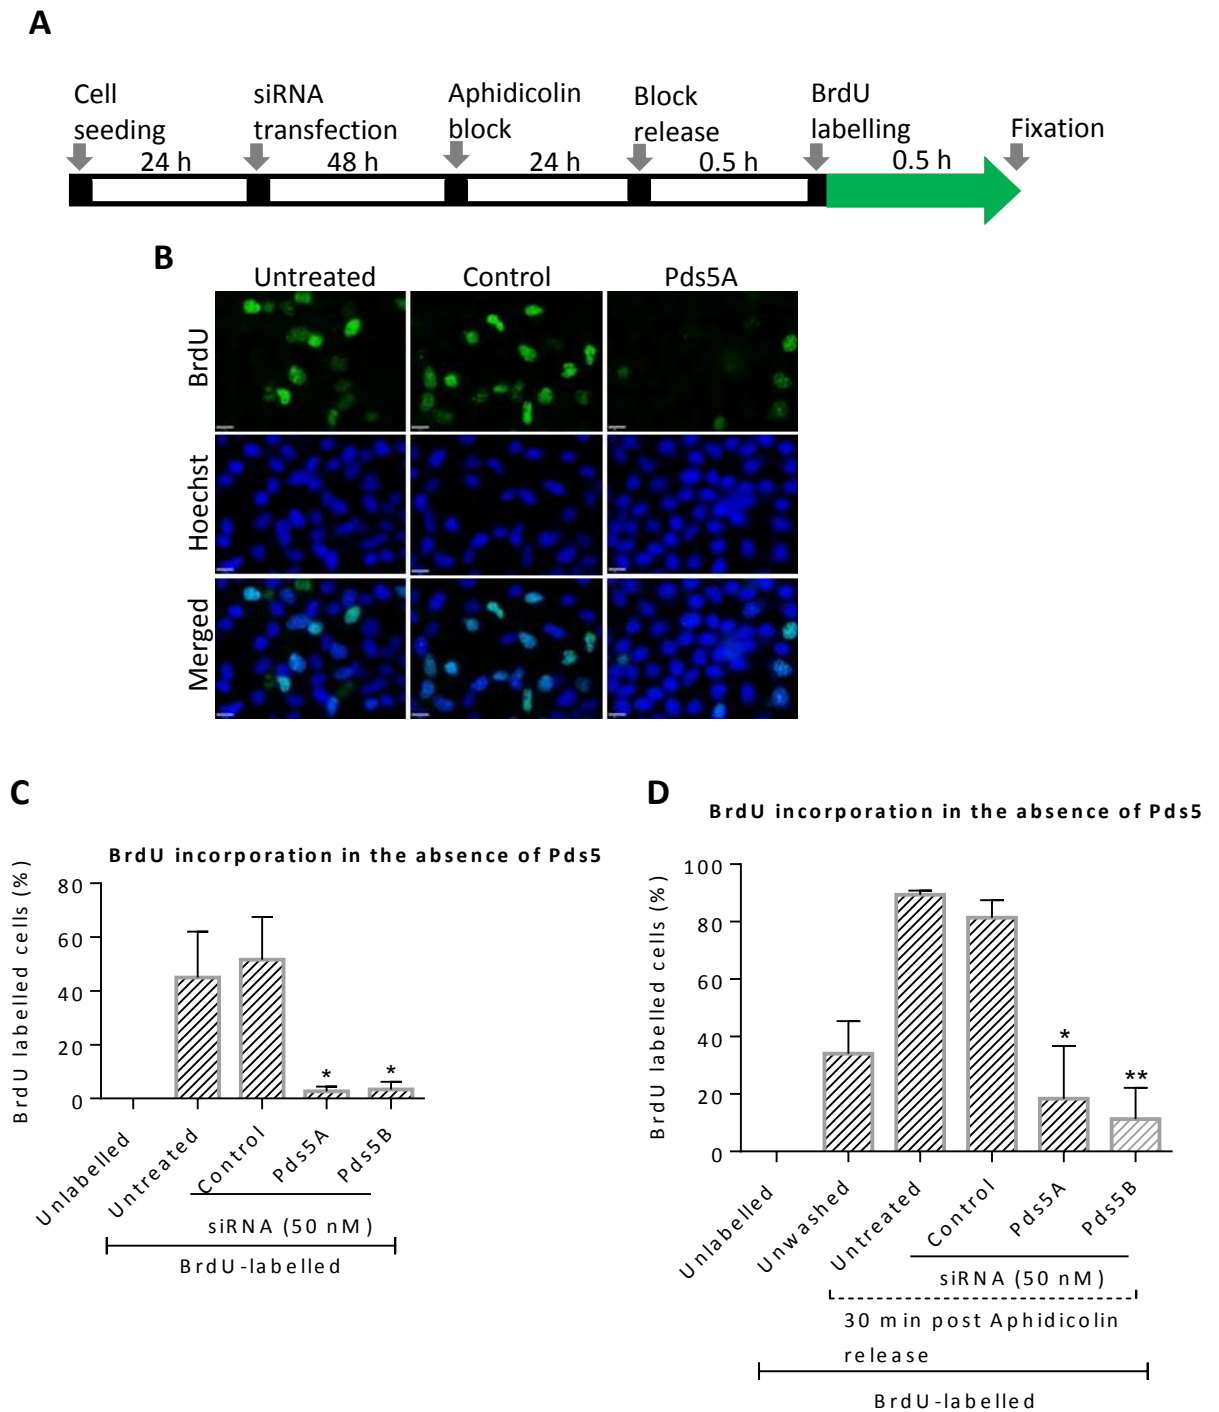 A
Cell seeding
siRNA transfection
Aphidicolin block
Block release
BrdU labelling
Fixation
24 h
48 h
24 h
0.5 h
0.5 h
B
Untreated
Control
Pds5A
BrdU
Hoechst
Merged
C
BrdU incorporation in the absence of Pds5
BrdU labelled cells (%)
80
60
40
20
0
*
*
Unlabelled
Untreated
Control
Pds5A
Pds5B
siRNA (50 nM)
BrdU-labelled
D
BrdU incorporation in the absence of Pds5
BrdU labelled cells (%)
100
80
60
40
20
0
*
**
Unlabelled
Unwashed
Untreated
Control
Pds5A
Pds5B
siRNA (50 nM)
30 min post Aphidicolin
release
BrdU-labelled